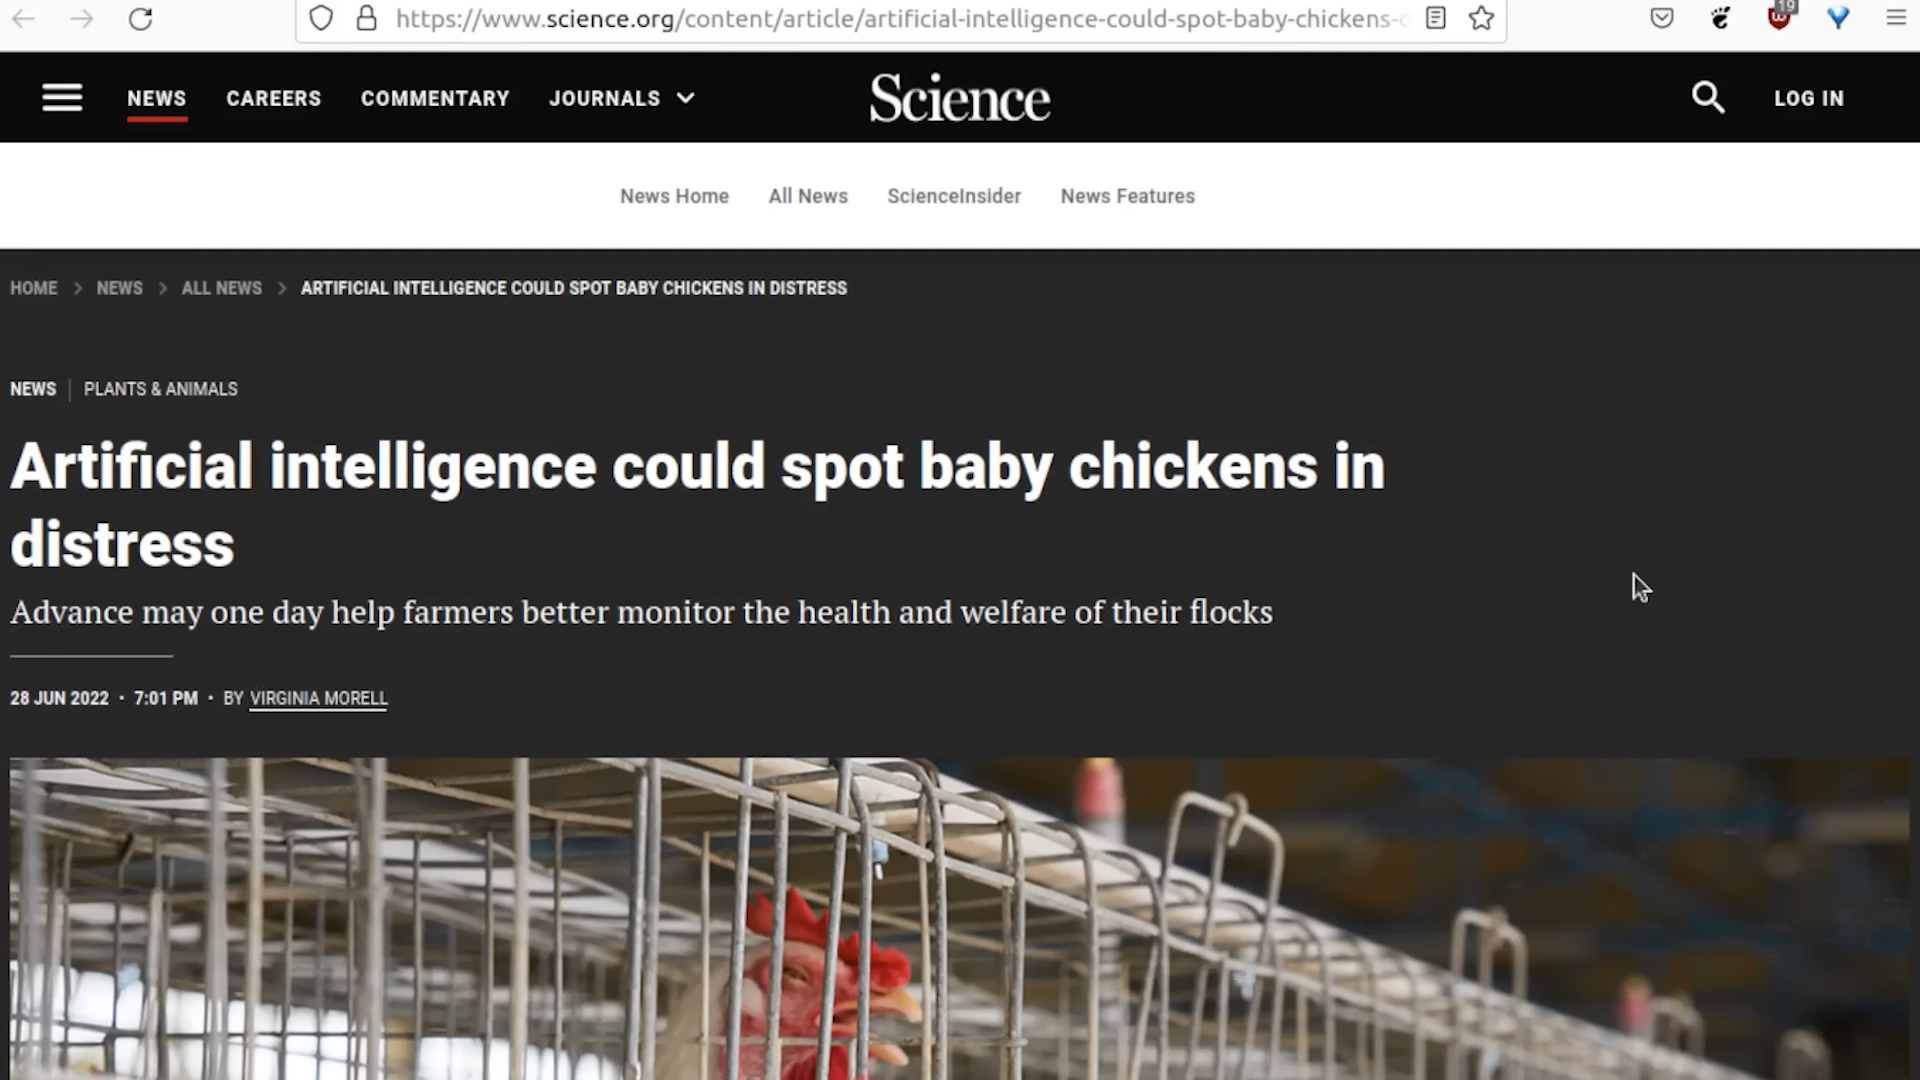 https://www.science.org/content/article/artificial-intelligence-could-spot-baby-chickens-
19
NEWS CAREERS COMMENTARY JOURNALS Science LOG IN
News Home All News ScienceInsider News Features
HOME > NEWS > ALL NEWS > ARTIFICIAL INTELLIGENCE COULD SPOT BABY CHICKENS IN DISTRESS
NEWS | PLANTS & ANIMALS
Artificial intelligence could spot baby chickens in
distress
Advance may one day help farmers better monitor the health and welfare of their flocks
28 JUN 2022 · 7:01 PM · BY VIRGINIA MORELL